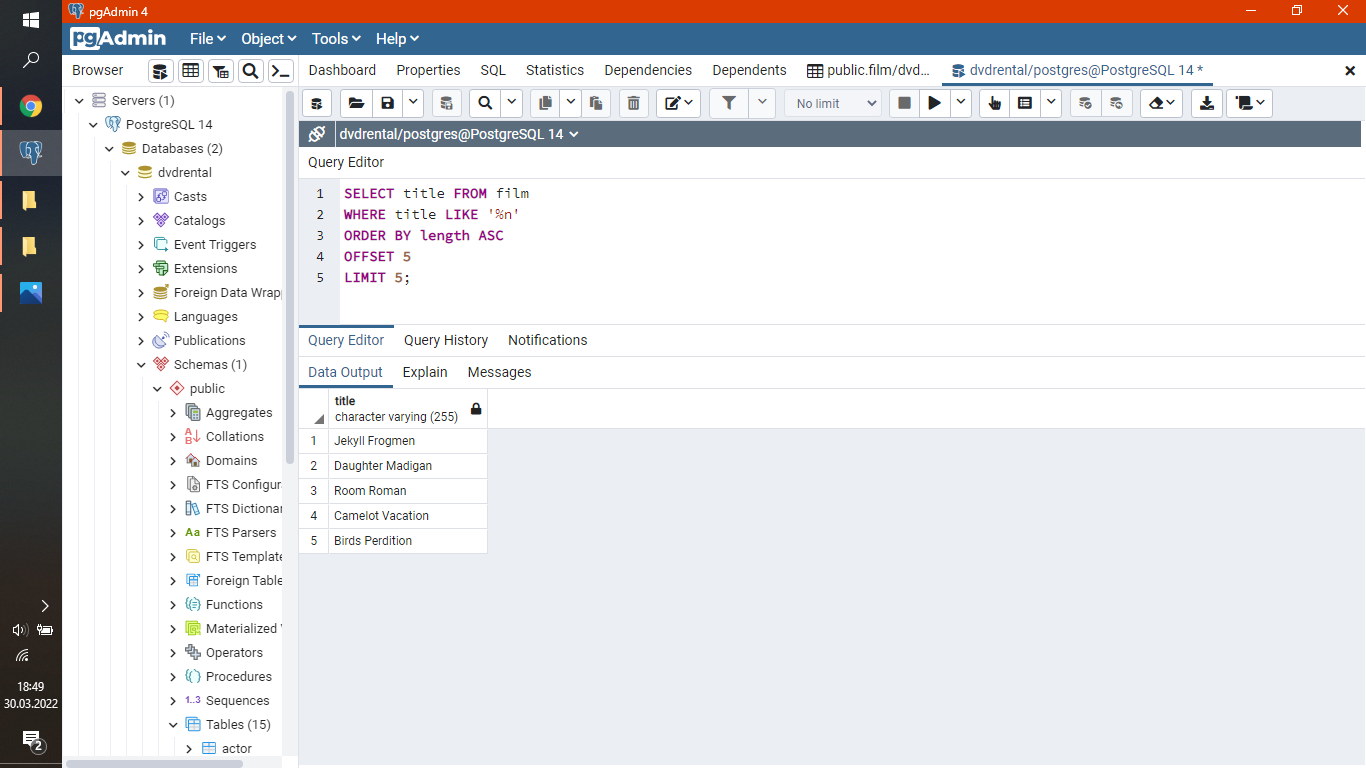 pgAdmin 4
pgAdmin File Object Tools Help
Browser
Dashboard Properties SQL Statistics Dependencies Dependents public.film/dvd... dvdrental/postgres@PostgreSQL 14 *
No limit
dvdrental/postgres@PostgreSQL 14
Query Editor
1 SELECT title FROM film
2 WHERE title LIKE '%n'
3 ORDER BY length ASC
4 OFFSET 5
5 LIMIT 5;
Query Editor Query History Notifications
Data Output Explain Messages
title
character varying (255)
1 Jekyll Frogmen
2 Daughter Madigan
3 Room Roman
4 Camelot Vacation
5 Birds Perdition
Servers (1)
PostgreSQL 14
Databases (2)
dvdrental
Casts
Catalogs
Event Triggers
Extensions
Foreign Data Wrap
Languages
Publications
Schemas (1)
public
Aggregates
Collations
Domains
FTS Configur
FTS Dictionar
Aa FTS Parsers
FTS Template
Foreign Table
Functions
Materialized
Operators
Procedures
1..3 Sequences
Tables (15)
actor
18:49
30.03.2022
2